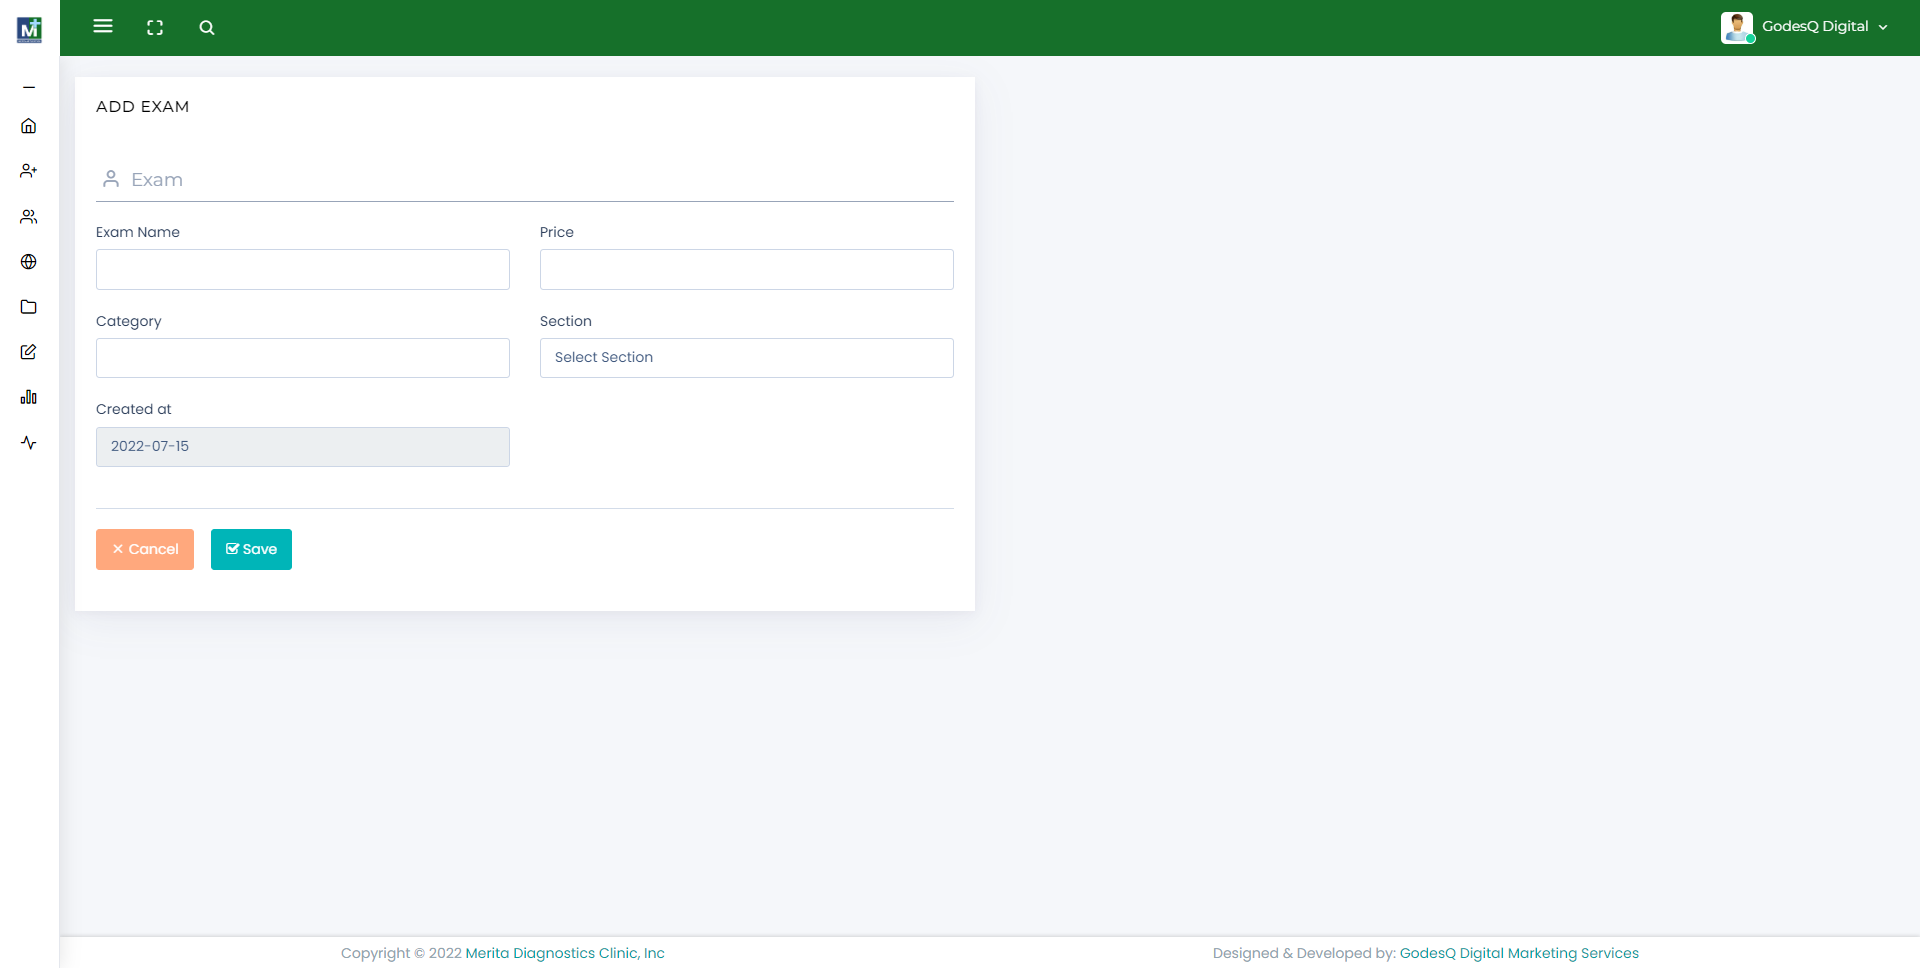 M
GodesQ Digital
ADD EXAM
Exam
Exam Name
Price
Category
Section
Select Section
Created at
2022-07-15
Cancel
Save
Copyright © 2022 Merita Diagnostics Clinic, Inc
Designed & Developed by: GodesQ Digital Marketing Services